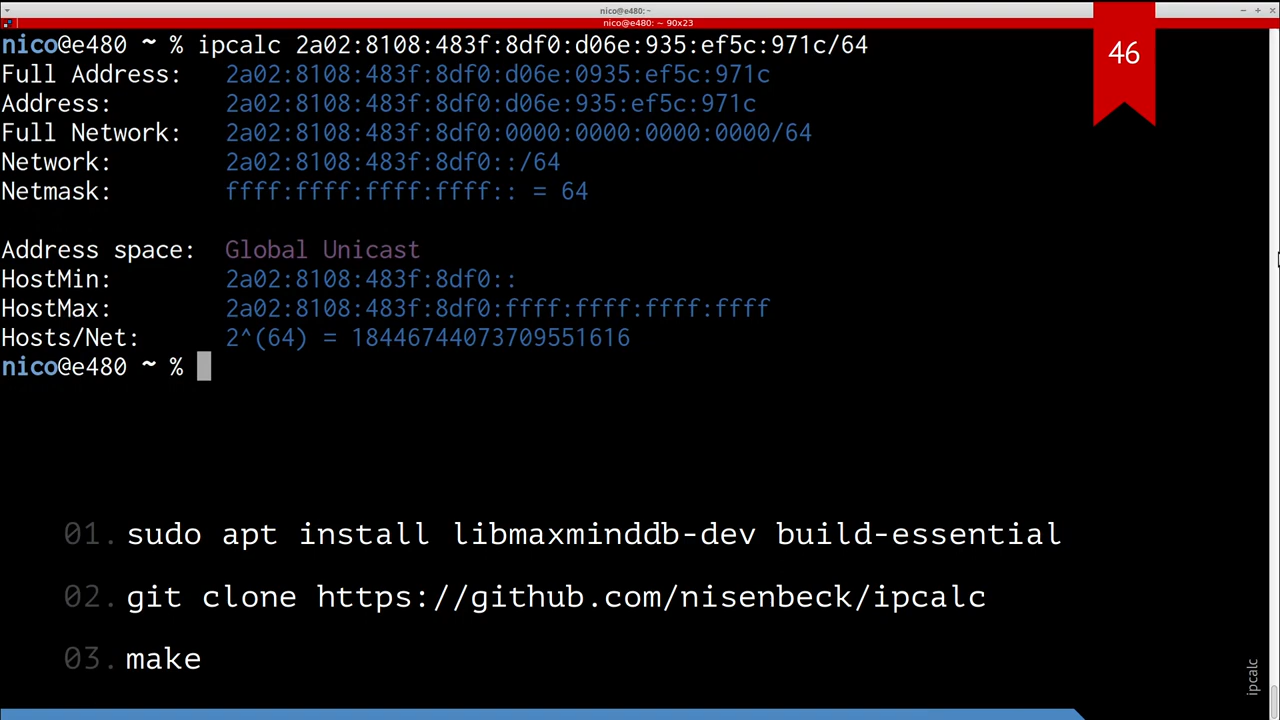 nico@e480: ~
nico@e480: ~ 90x23
nico@e480 ~ % ipcalc 2a02:8108:483f:8df0:d06e:935:ef5c:971c/64
46
Full Address: 2a02:8108:483f:8df0:d06e:0935:ef5c:971c
Address: 2a02:8108:483f:8df0:d06e:935:ef5c:971c
Full Network: 2a02:8108:483f:8df0:0000:0000:0000:0000/64
Network: 2a02:8108:483f:8df0::/64
Netmask: ffff:ffff:ffff:ffff:: = 64
Address space: Global Unicast
HostMin: 2a02:8108:483f:8df0::
HostMax: 2a02:8108:483f:8df0:ffff:ffff:ffff:ffff
Hosts/Net: 2^(64) = 18446744073709551616
nico@e480 ~ %
01. sudo apt install libmaxminddb-dev build-essential
02. git clone https://github.com/nisenbeck/ipcalc
03. make
ipcalc